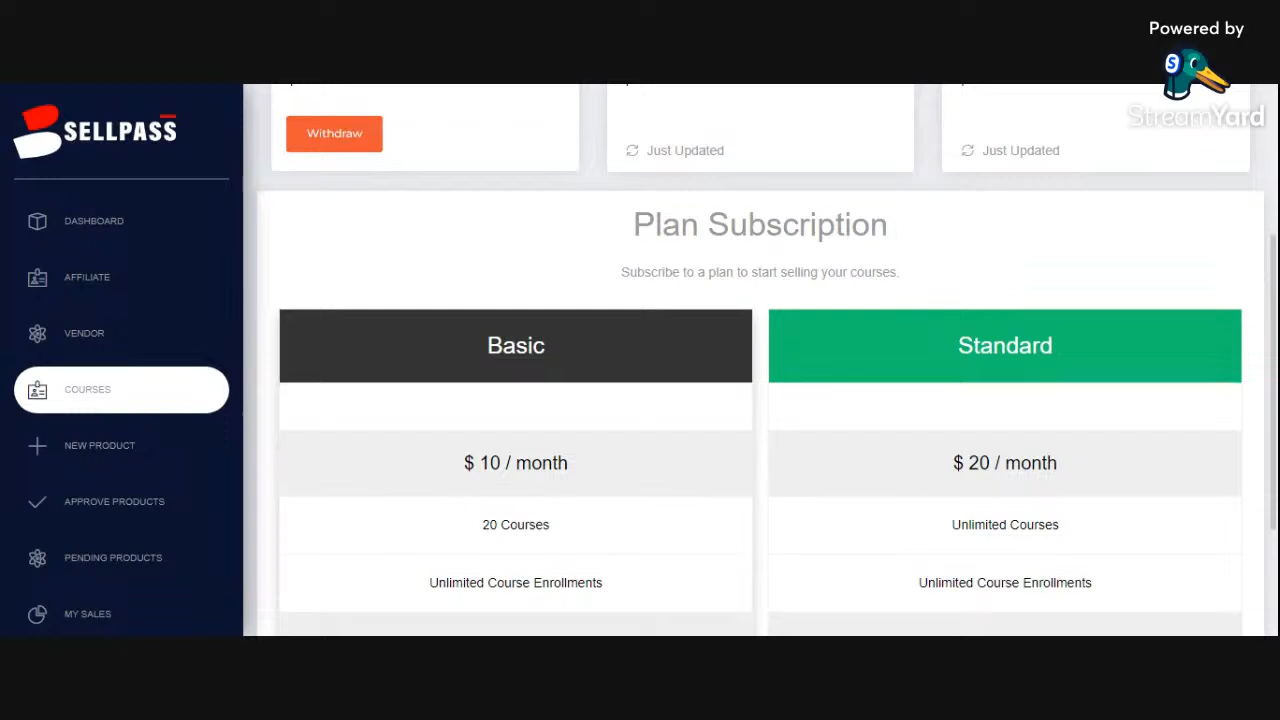 Powered by
StreamYard
SELLPASS
Withdraw
Just Updated
Just Updated
DASHBOARD
AFFILIATE
VENDOR
COURSES
NEW PRODUCT
APPROVE PRODUCTS
PENDING PRODUCTS
MY SALES
Plan Subscription
Subscribe to a plan to start selling your courses.
Basic
$ 10 / month
20 Courses
Unlimited Course Enrollments
Standard
$ 20 / month
Unlimited Courses
Unlimited Course Enrollments